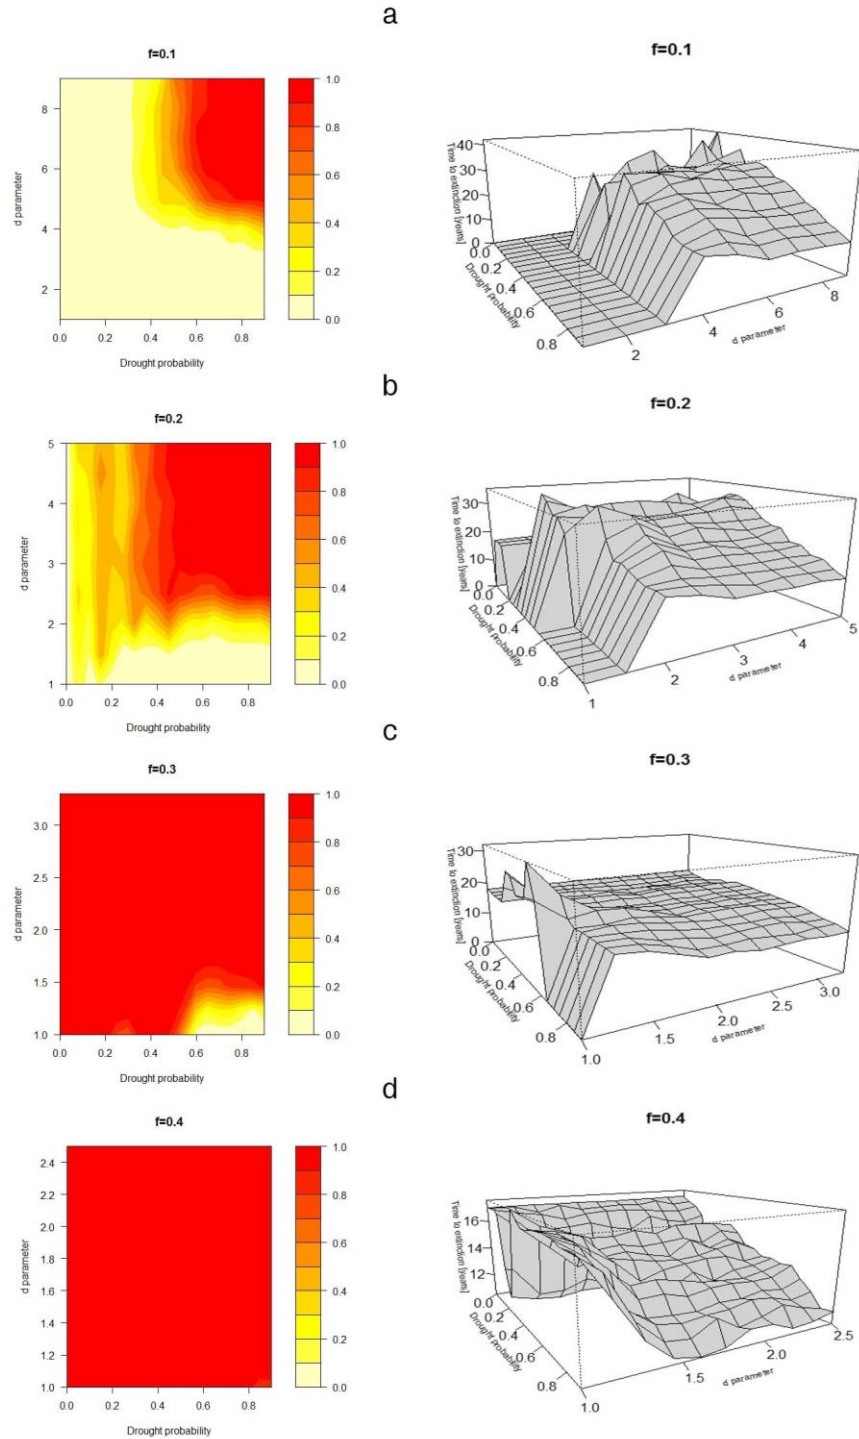 a
f=0.1
8
6
4
2
d parameter
0.0 0.2 0.4 0.6 0.8
Drought probability
1.0
0.8
0.6
0.4
0.2
0.0
f=0.1
40
30
20
10
0
Time to extinction [years]
0.0
0.2
0.4
0.6
0.8
Drought probability
2
4
6
8
d parameter
b
f=0.2
5
4
3
2
1
d parameter
0.0 0.2 0.4 0.6 0.8
Drought probability
1.0
0.8
0.6
0.4
0.2
0.0
f=0.2
30
20
10
0
Time to extinction [years]
0.0
0.2
0.4
0.6
0.8
Drought probability
1
2
3
4
5
d parameter
c
f=0.3
3.0
2.5
2.0
1.5
1.0
d parameter
0.0 0.2 0.4 0.6 0.8
Drought probability
1.0
0.8
0.6
0.4
0.2
0.0
f=0.3
30
20
10
0
Time to extinction [years]
0.0
0.2
0.4
0.6
0.8
Drought probability
1.0
1.5
2.0
2.5
3.0
d parameter
d
f=0.4
2.4
2.2
2.0
1.8
1.6
1.4
1.2
1.0
d parameter
0.0 0.2 0.4 0.6 0.8
Drought probability
1.0
0.8
0.6
0.4
0.2
0.0
f=0.4
16
14
12
Time to extinction [years]
0.0
0.2
0.4
0.6
0.8
Drought probability
1.0
1.5
2.0
2.5
d parameter